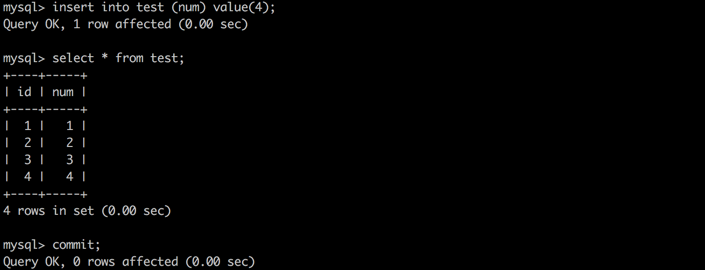 mysql> insert into test (num) value(4);
Query OK, 1 row affected (0.00 sec)

mysql> select * from test;
+----+-----+
| id | num |
+----+-----+
|  1 |   1 |
|  2 |   2 |
|  3 |   3 |
|  4 |   4 |
+----+-----+
4 rows in set (0.00 sec)

mysql> commit;
Query OK, 0 rows affected (0.00 sec)